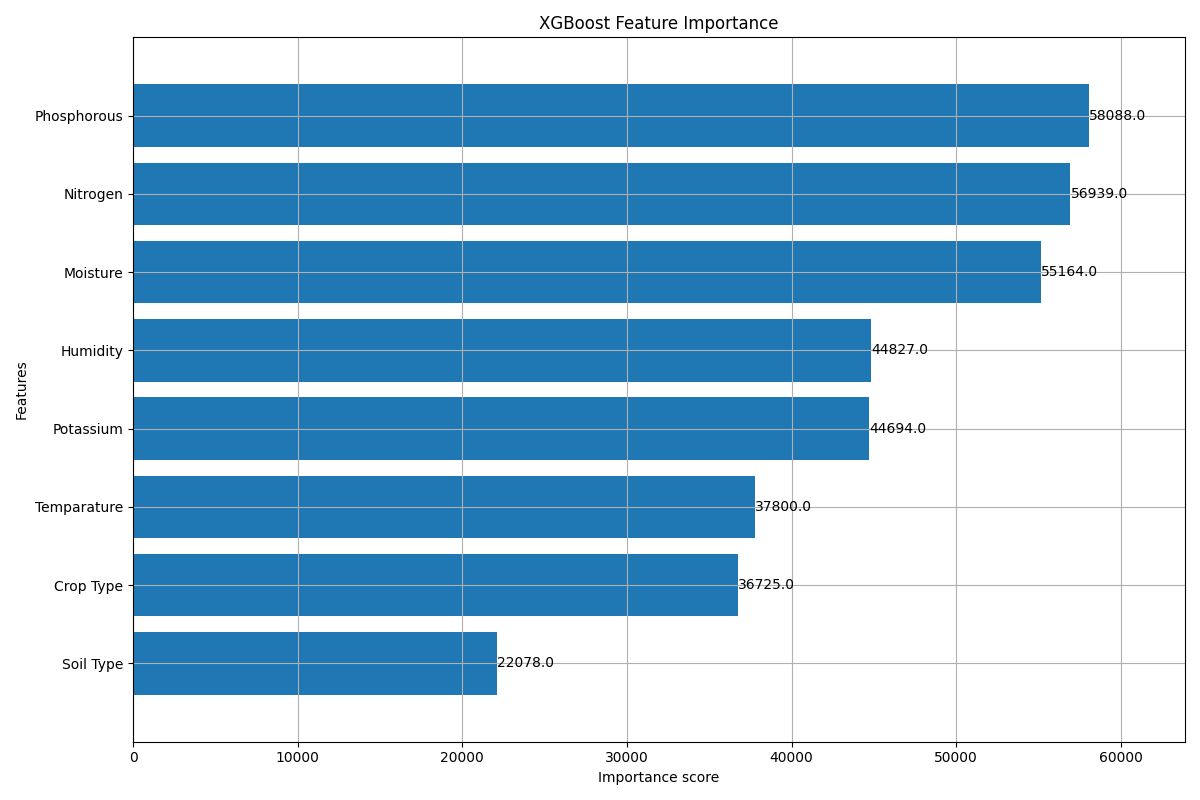 XGBoost Feature Importance
Features
Phosphorous 58088.0
Nitrogen 56939.0
Moisture 55164.0
Humidity 44827.0
Potassium 44694.0
Temparature 37800.0
Crop Type 36725.0
Soil Type 22078.0
0 10000 20000 30000 40000 50000 60000
Importance score